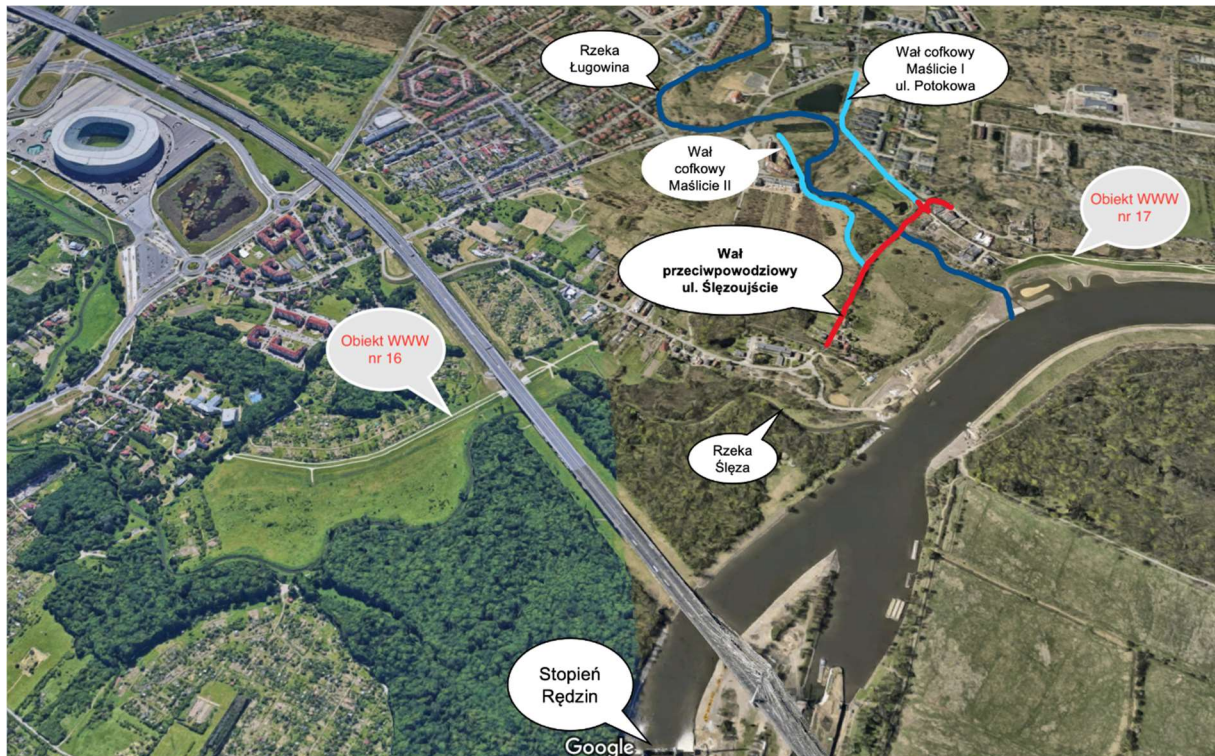 Rzeka
Ługowina
Wał cofkowy
Maślicie I
ul. Potokowa
Wał
cofkowy
Maślicie II
Obiekt WWW
nr 17
Wał
przeciwpowodziowy
ul. Ślęzoujście
Obiekt WWW
nr 16
Rzeka
Ślęza
Stopień
Rędzin
Google